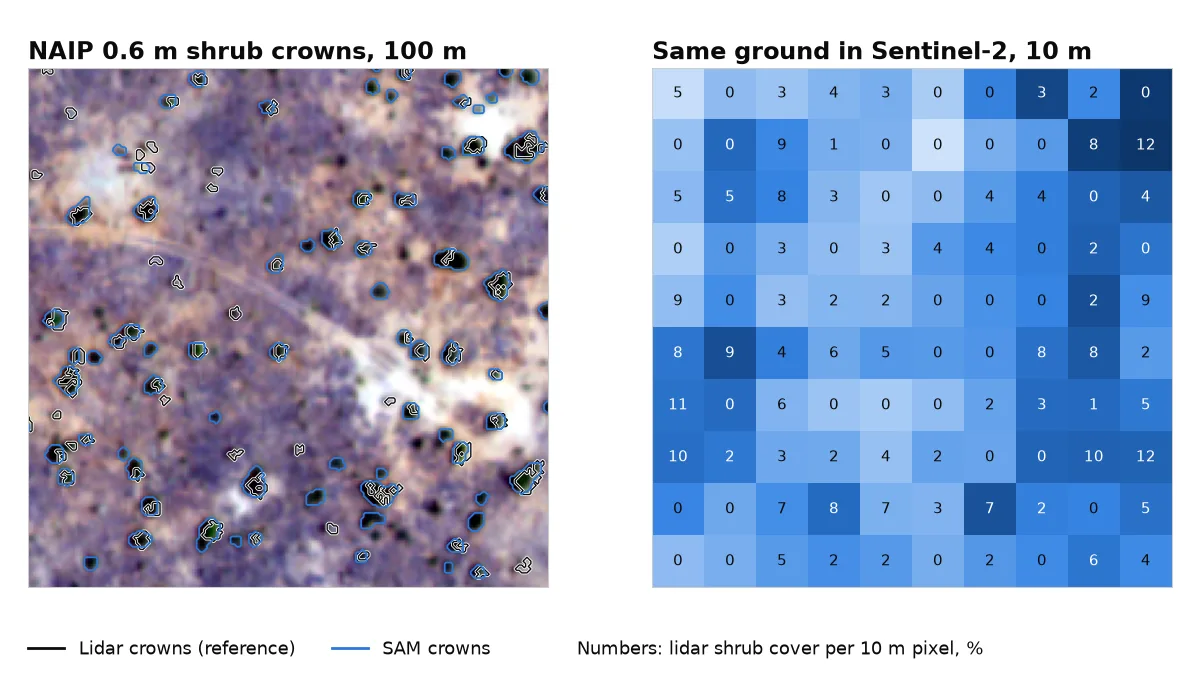 NAIP 0.6 m shrub crowns, 100 m
Same ground in Sentinel-2, 10 m
5 0 3 4 3 0 0 3 2 0
0 0 9 1 0 0 0 0 8 12
5 5 8 3 0 0 4 4 0 4
0 0 3 0 3 4 4 0 2 0
9 0 3 2 2 0 0 0 2 9
8 9 4 6 5 0 0 8 8 2
11 0 6 0 0 0 2 3 1 5
10 2 3 2 4 2 0 0 10 12
0 0 7 8 7 3 7 2 0 5
0 0 5 2 2 0 2 0 6 4
Lidar crowns (reference)
SAM crowns
Numbers: lidar shrub cover per 10 m pixel, %